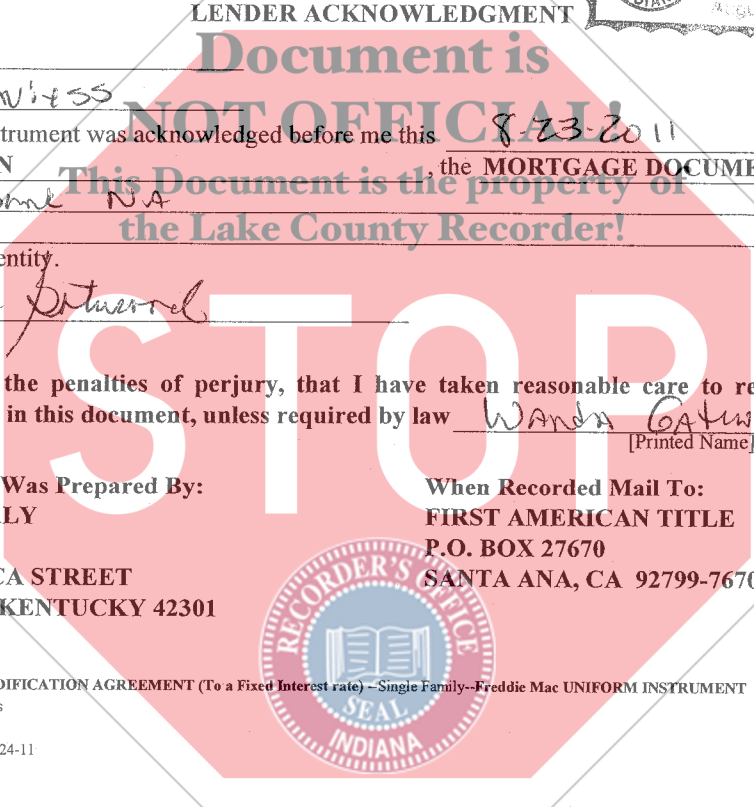 LENDER ACKNOWLEDGMENT
Document is
NOT OFFICIAL!
strument was acknowledged before me this 8-23-2011
N , the MORTGAGE DOCUME
This Document is the property of
NA
the Lake County Recorder!
entity.
STOP
the penalties of perjury, that I have taken reasonable care to re
in this document, unless required by law Wanda
[Printed Name]
Was Prepared By: When Recorded Mail To:
LY FIRST AMERICAN TITLE
P.O. BOX 27670
CA STREET SANTA ANA, CA 92799-7670
KENTUCKY 42301
RECORDER'S OFFICE
SEAL
INDIANA
DIFICATION AGREEMENT (To a Fixed Interest rate) --Single Family--Freddie Mac UNIFORM INSTRUMENT
s
24-11